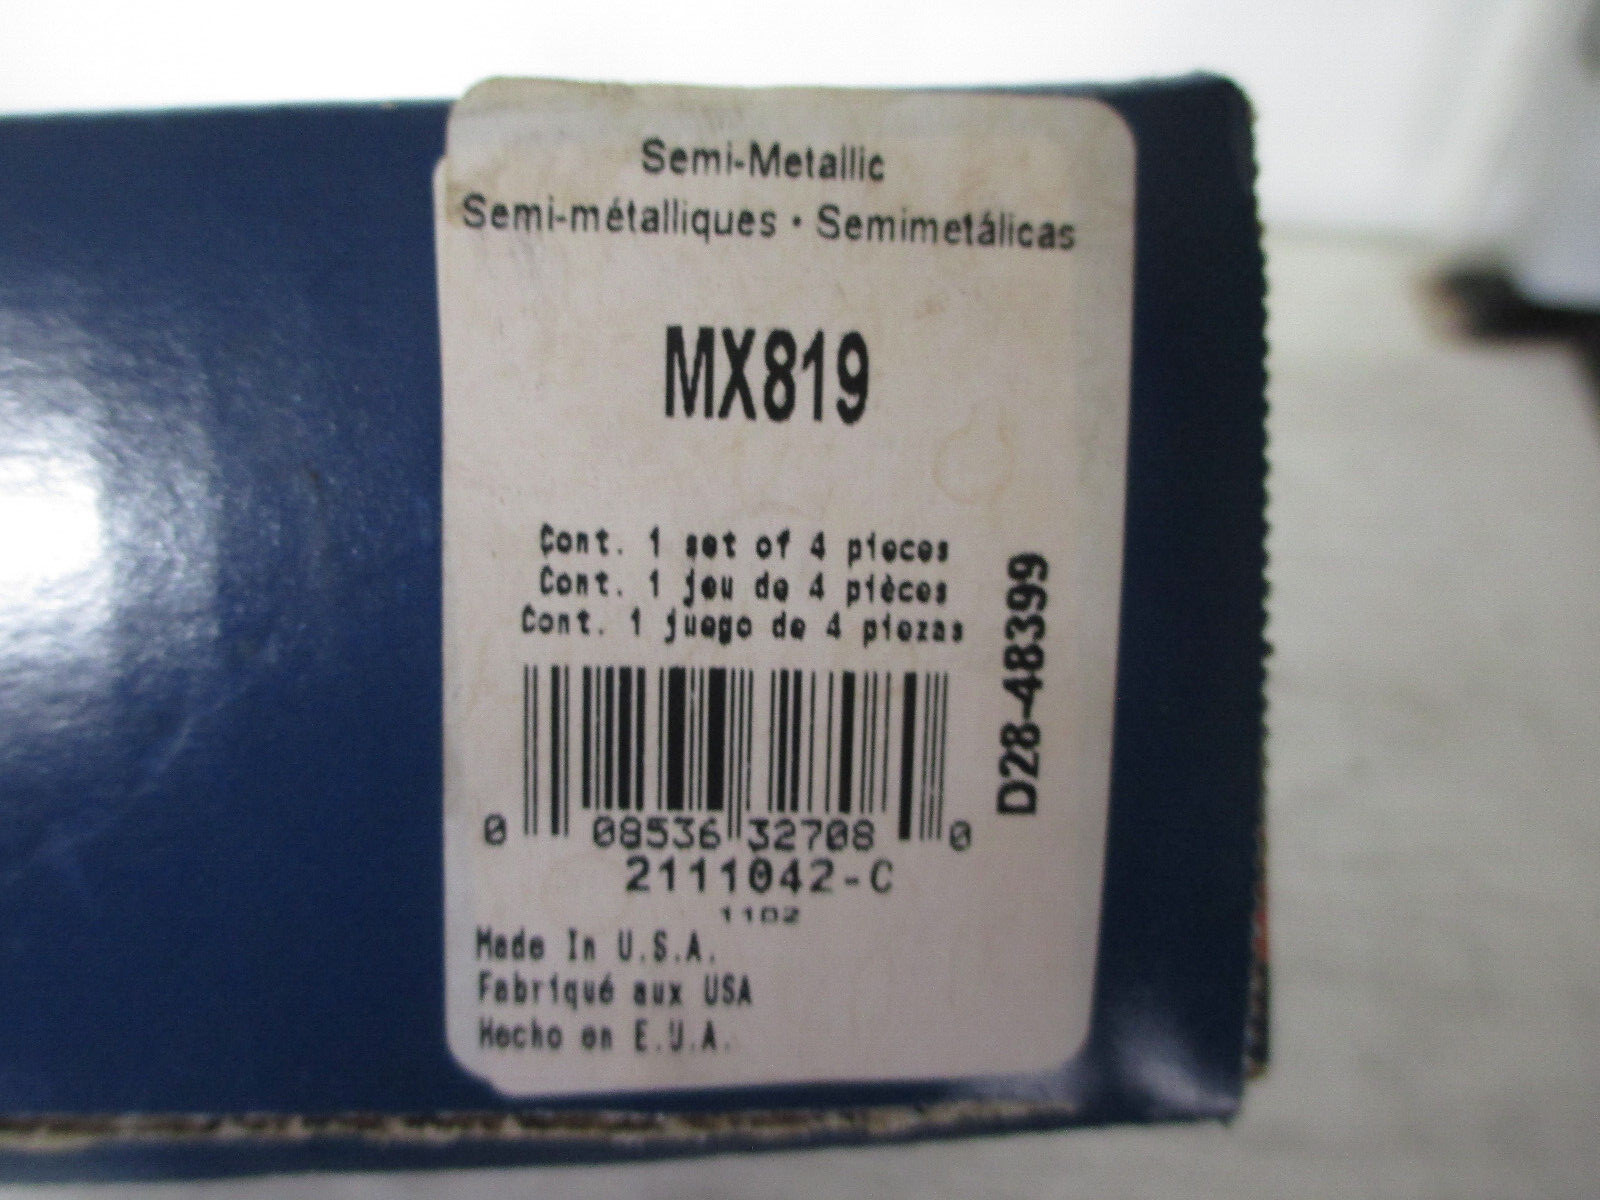 Semi-Metallic
Semi-métalliques • Semimetálicas
MX819
Cont. 1 set of 4 pieces
Cont. 1 jeu de 4 pièces
Cont. 1 juego de 4 piezas
D28-48399
0 08536 32708 0
2111042-C
1102
Made In U.S.A.
Fabriqué aux USA
Hecho en E.U.A.